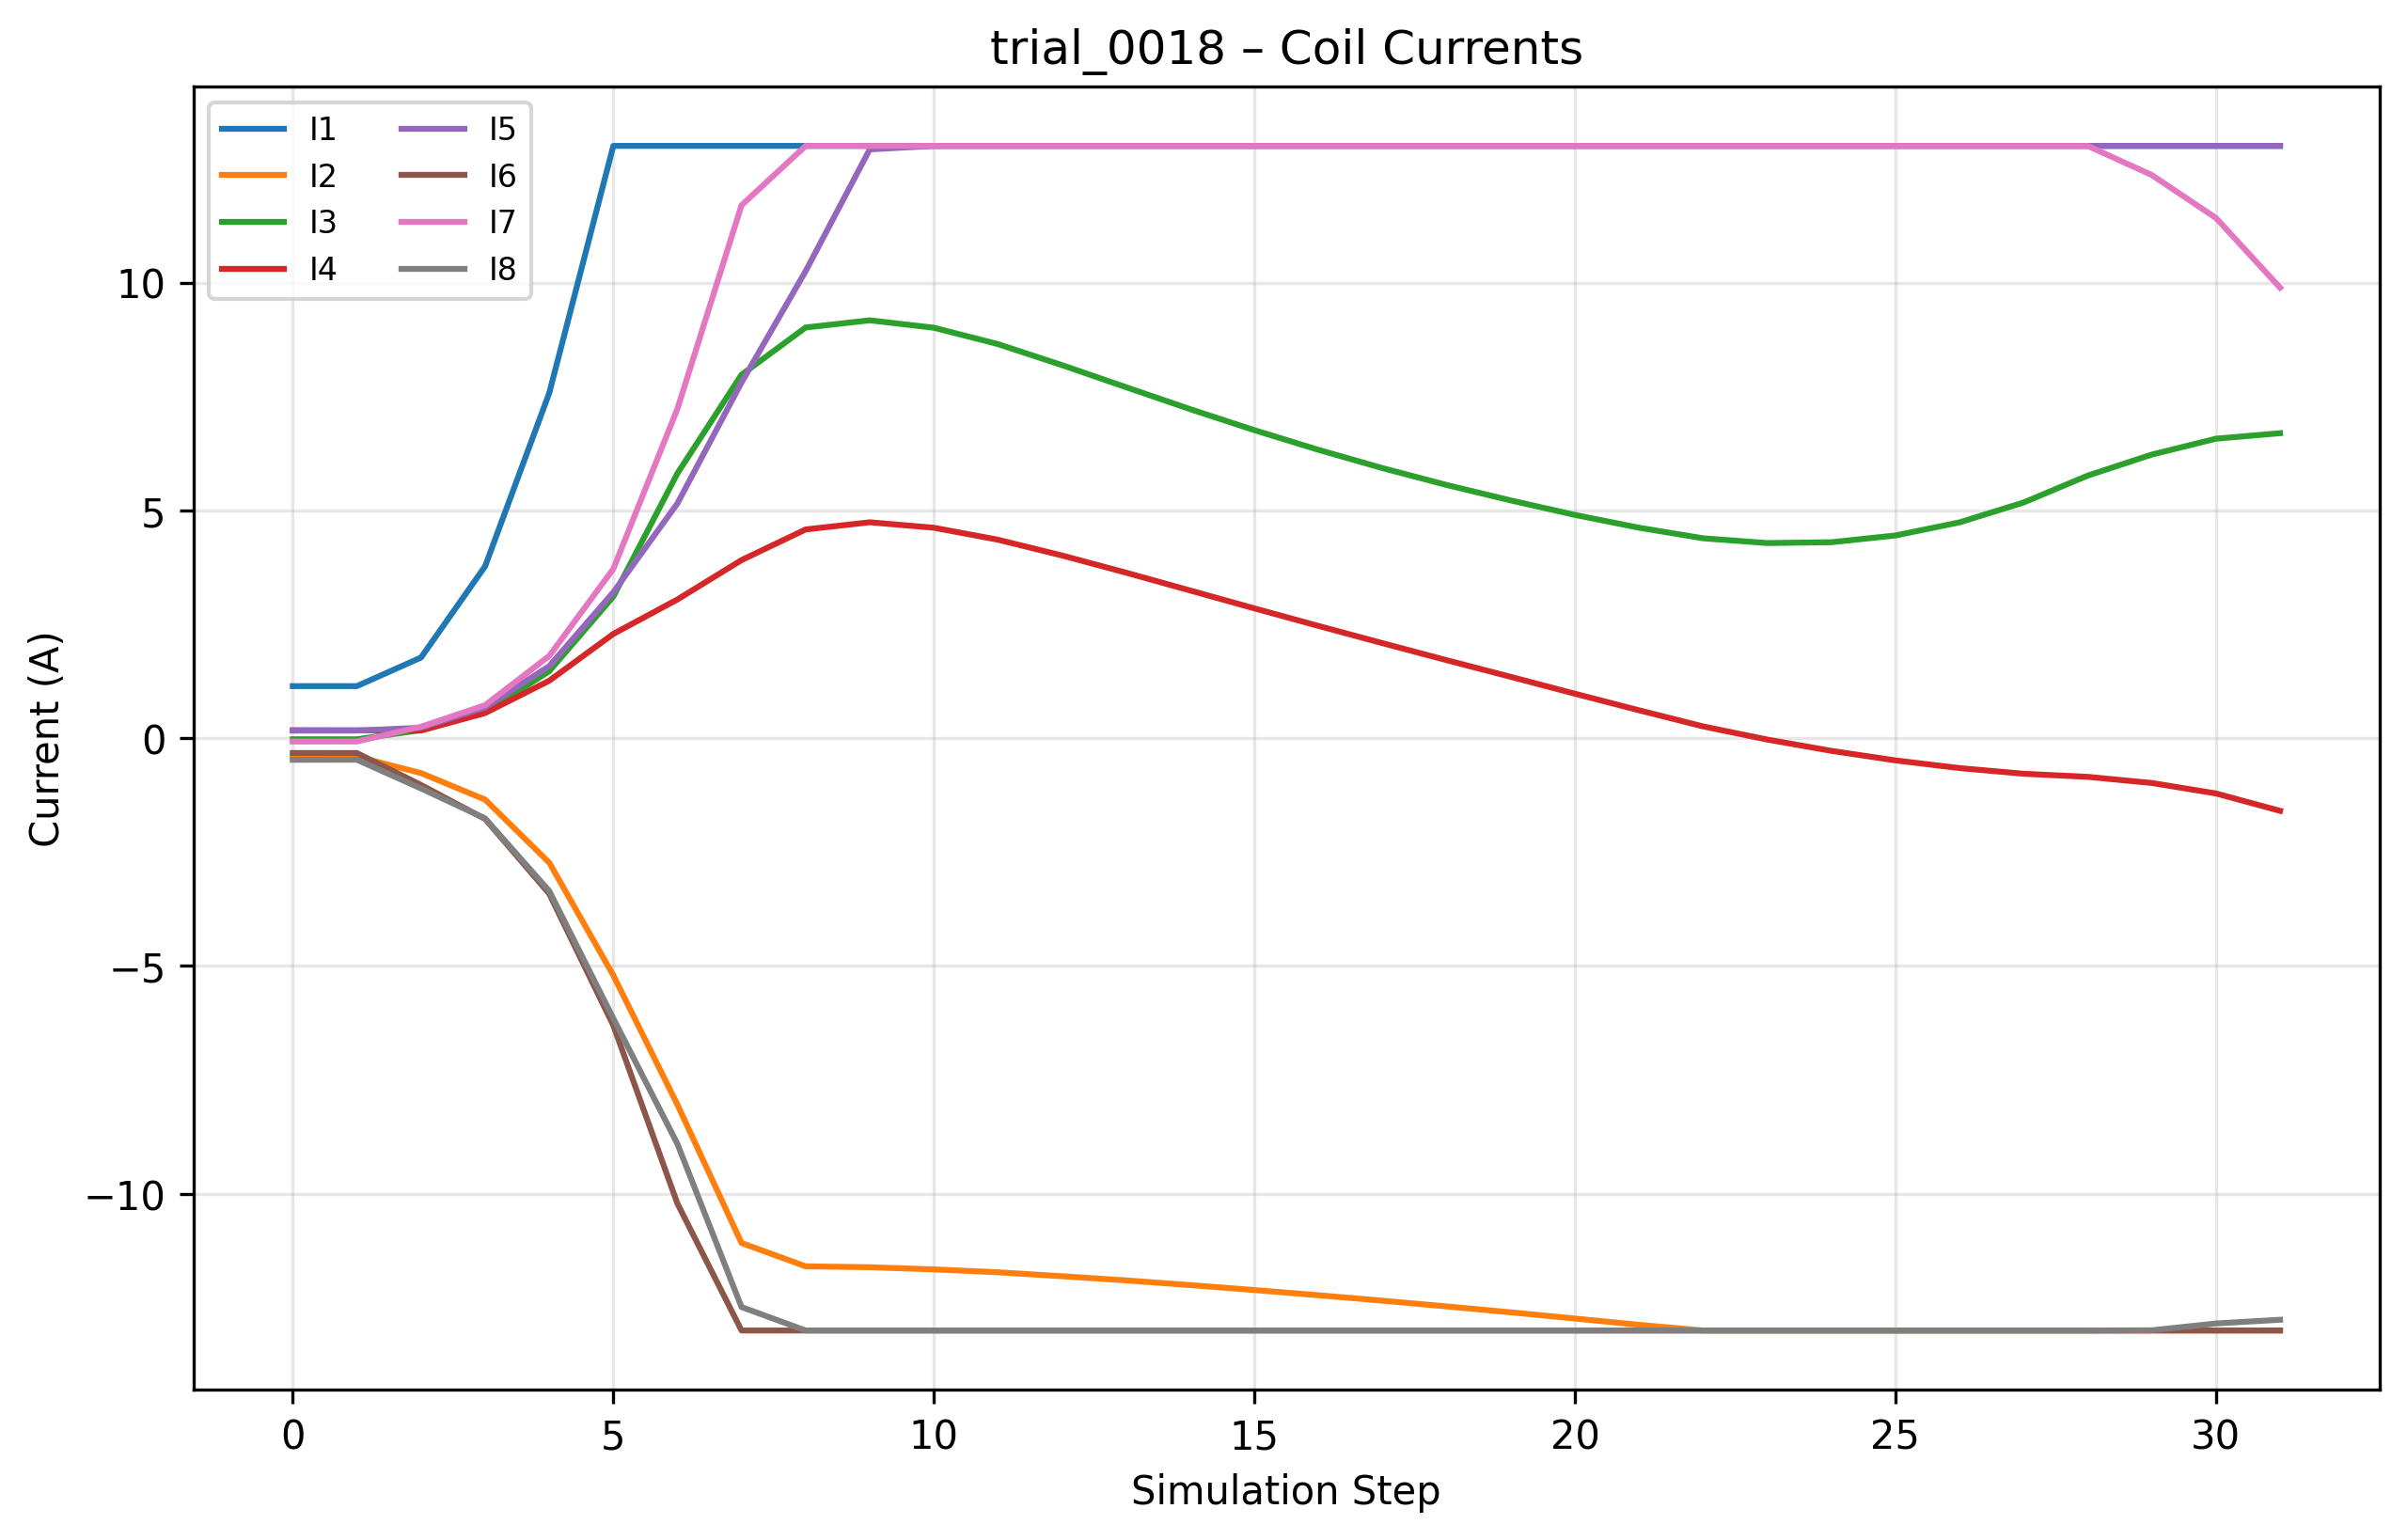 trial_0018 – Coil Currents
I1
I2
I3
I4
I5
I6
I7
I8
Current (A)
10
5
0
−5
−10
0
5
10
15
20
25
30
Simulation Step